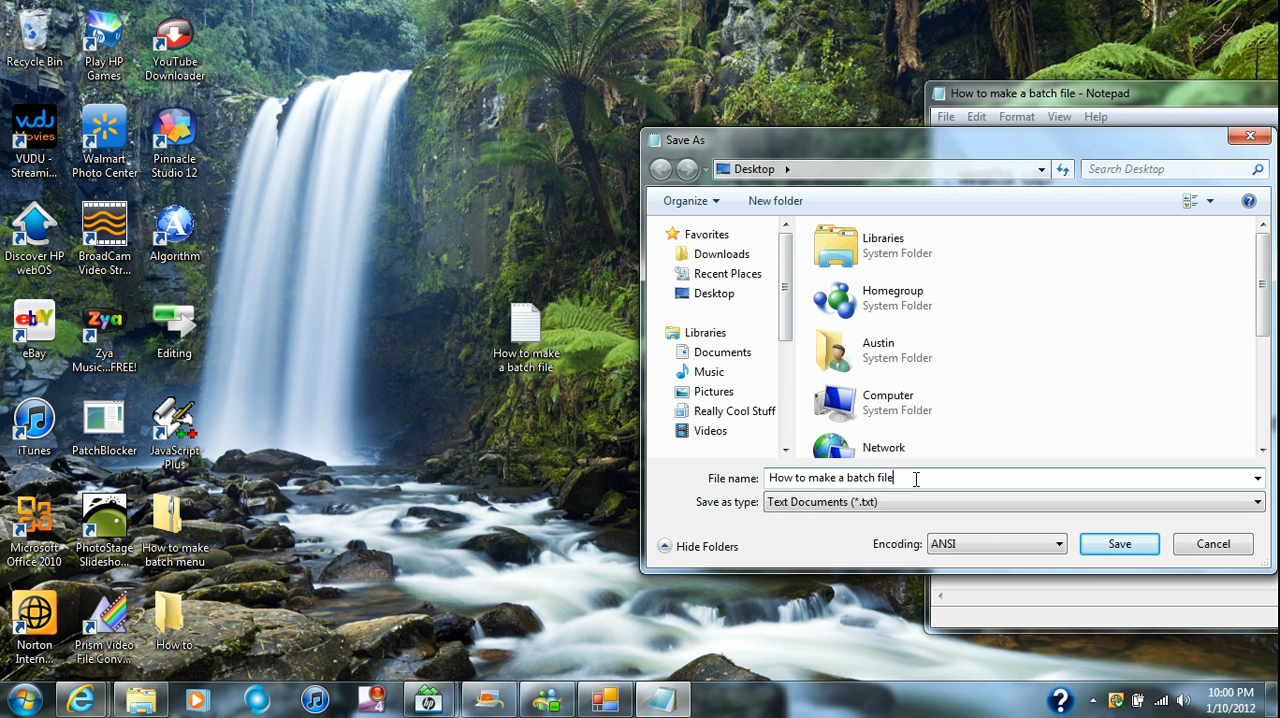 Recycle Bin
Play HP
Games
YouTube
Downloader
vudu
movies
VUDU -
Streami...
Walmart
Photo Center
Pinnacle
Studio 12
Discover HP
webOS
BroadCam
Video Str...
Algorithm
ebY
eBay
Zya
Zya
Music...FREE!
Editing
iTunes
PatchBlocker
JavaScript
Plus
Microsoft
Office 2010
PhotoStage
Slidesho...
How to make
batch menu
Norton
Intern...
Prism Video
File Conv...
How to
How to make
a batch file
How to make a batch file - Notepad
File Edit Format View Help
Save As
Desktop
Search Desktop
Organize
New folder
Favorites
Downloads
Recent Places
Desktop
Libraries
Documents
Music
Pictures
Really Cool Stuff
Videos
Libraries
System Folder
Homegroup
System Folder
Austin
System Folder
Computer
System Folder
Network
File name: How to make a batch file
Save as type: Text Documents (*.txt)
Hide Folders
Encoding: ANSI
Save
Cancel
4
hp
10:00 PM
1/10/2012